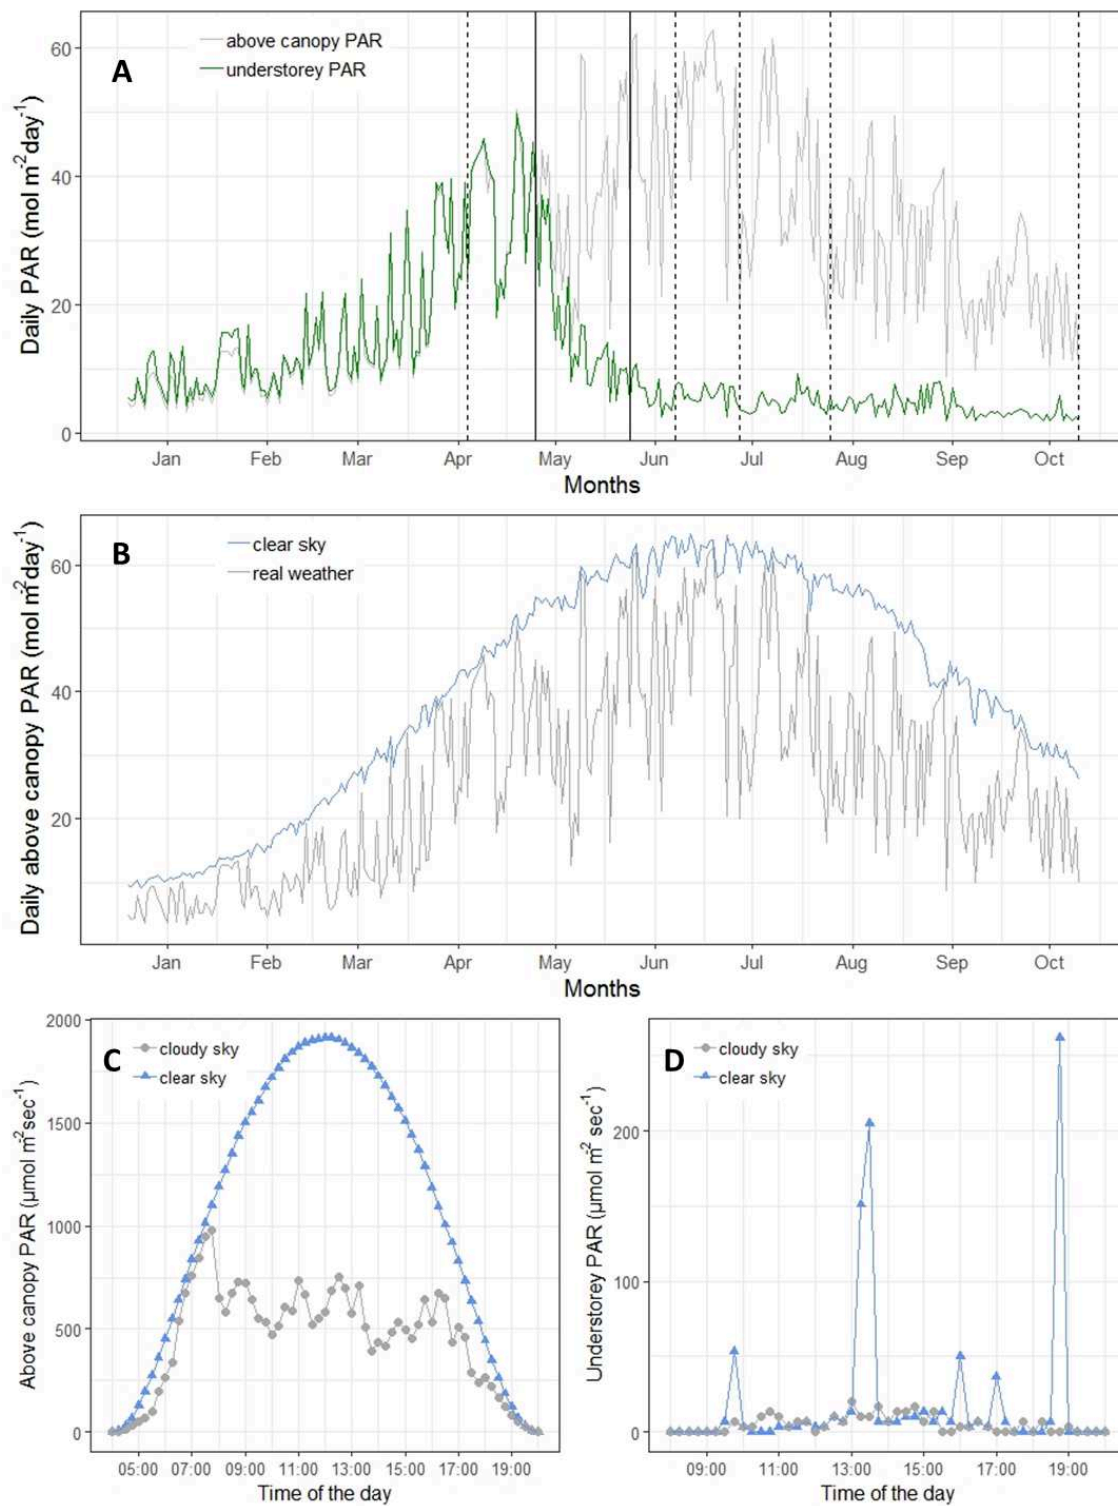 A
above canopy PAR
understorey PAR
Daily PAR (mol m⁻²day⁻¹)
60
40
20
0
Jan Feb Mar Apr May Jun Jul Aug Sep Oct
Months
B
clear sky
real weather
Daily above canopy PAR (mol m⁻²day⁻¹)
60
40
20
Jan Feb Mar Apr May Jun Jul Aug Sep Oct
Months
C
cloudy sky
clear sky
Above canopy PAR (µmol m⁻²sec⁻¹)
2000
1500
1000
500
0
05:00 07:00 09:00 11:00 13:00 15:00 17:00 19:00
Time of the day
D
cloudy sky
clear sky
Understorey PAR (µmol m⁻² sec⁻¹)
200
100
0
09:00 11:00 13:00 15:00 17:00 19:00
Time of the day